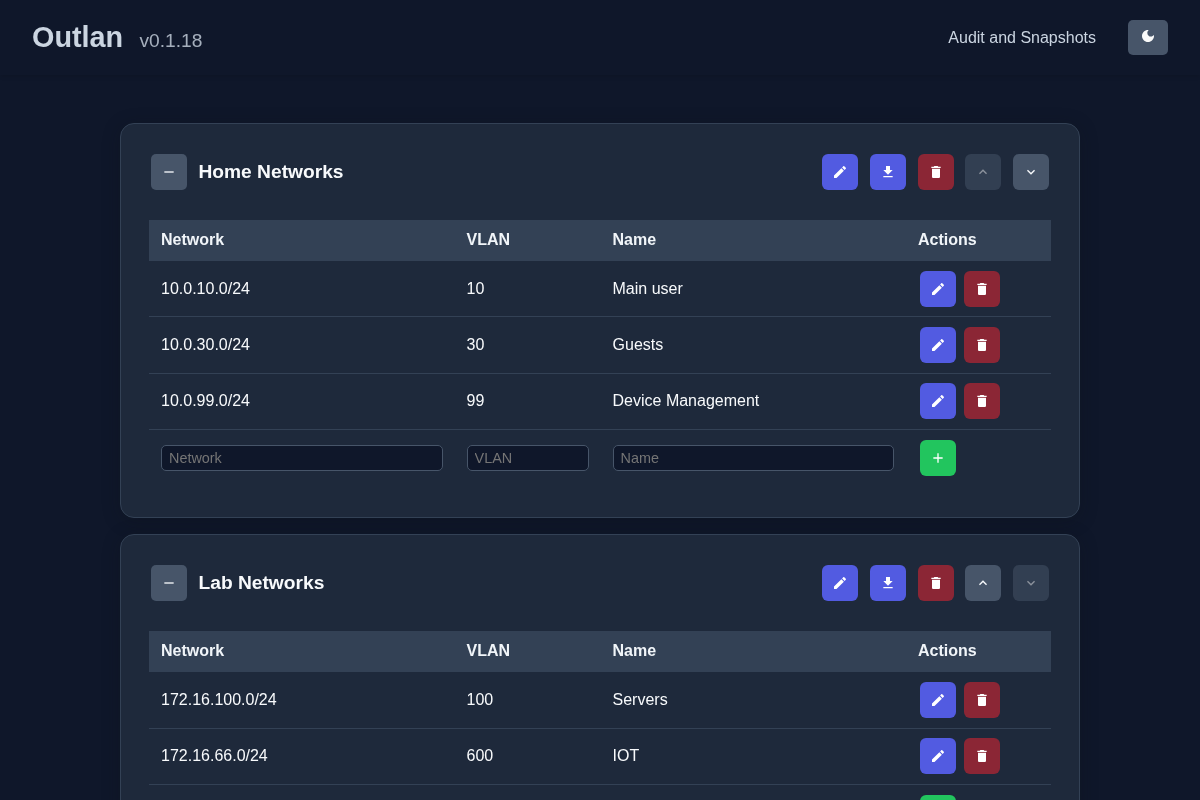 Outlan v0.1.18 Audit and Snapshots
Home Networks
Network VLAN Name Actions
10.0.10.0/24 10 Main user
10.0.30.0/24 30 Guests
10.0.99.0/24 99 Device Management
Network VLAN Name
Lab Networks
Network VLAN Name Actions
172.16.100.0/24 100 Servers
172.16.66.0/24 600 IOT